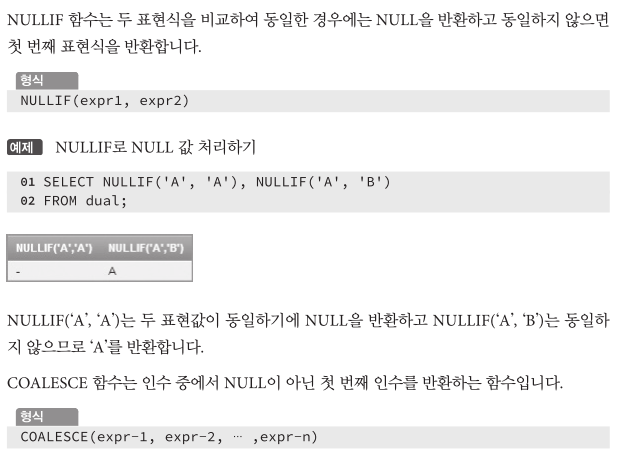 NULLIF 함수는 두 표현식을 비교하여 동일한 경우에는 NULL을 반환하고 동일하지 않으면
첫 번째 표현식을 반환합니다.
형식
NULLIF(expr1, expr2)
예제 NULLIF로 NULL 값 처리하기
01 SELECT NULLIF('A', 'A'), NULLIF('A', 'B')
02 FROM dual;
NULLIF('A','A') NULLIF('A','B')
- A
NULLIF(‘A’, ‘A’)는 두 표현값이 동일하기에 NULL을 반환하고 NULLIF(‘A’, ‘B’)는 동일하
지 않으므로 ‘A’를 반환합니다.
COALESCE 함수는 인수 중에서 NULL이 아닌 첫 번째 인수를 반환하는 함수입니다.
형식
COALESCE(expr-1, expr-2, … ,expr-n)